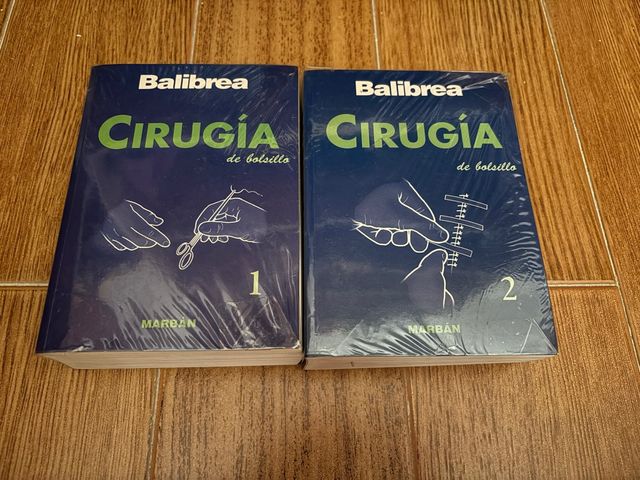 Balibrea
CIRUGÍA
de bolsillo
1
MARBÁN
Balibrea
CIRUGÍA
de bolsillo
2
MARBÁN